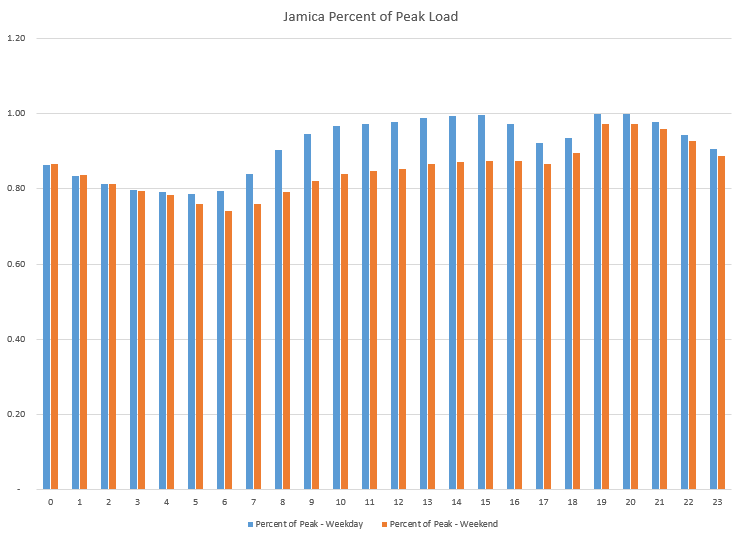 Jamica Percent of Peak Load
1.20
1.00
0.80
0.60
0.40
0.20
-
0 1 2 3 4 5 6 7 8 9 10 11 12 13 14 15 16 17 18 19 20 21 22 23
Percent of Peak - Weekday Percent of Peak - Weekend